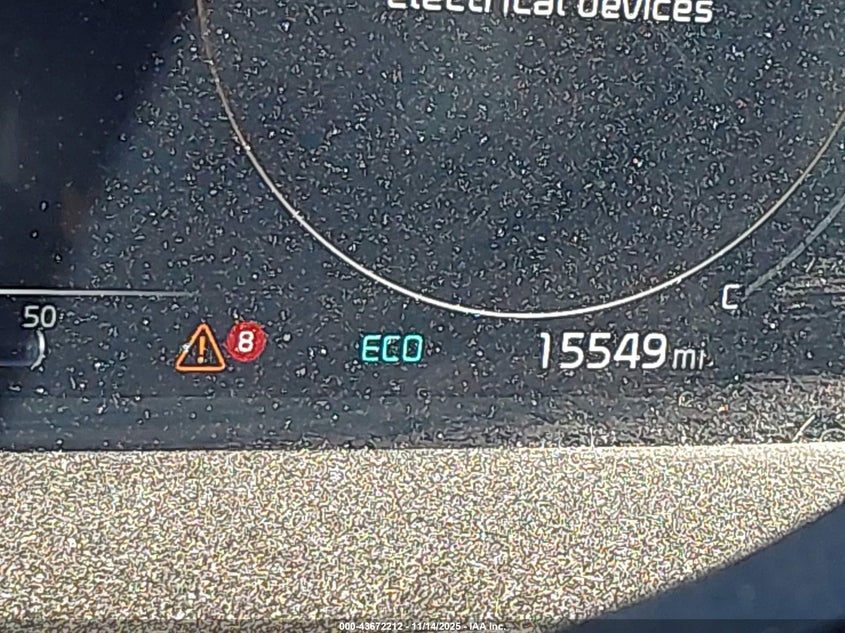 Electrical devices
C
50
8 ECO 15549 mi
000-43672212 - 11/14/2025 - IAA Inc.